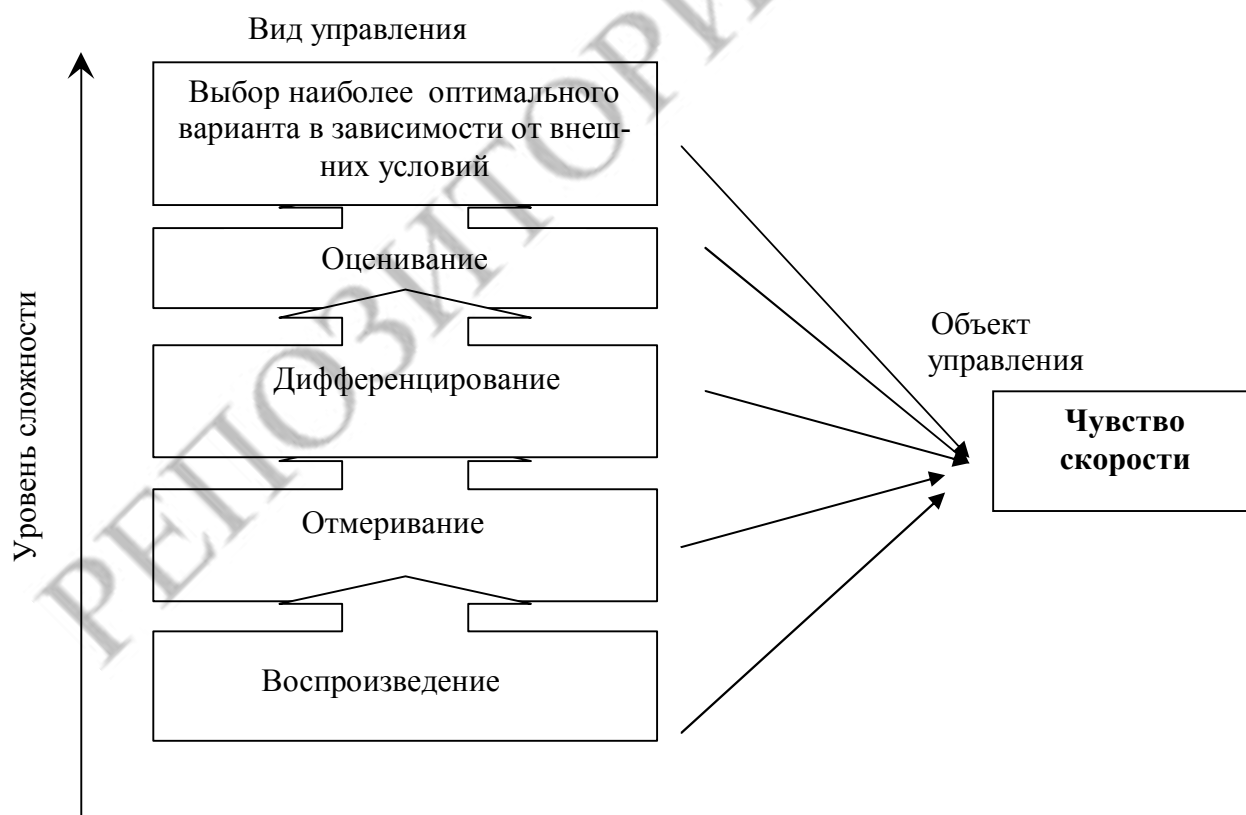 Вид управления
Выбор наиболее оптимального
варианта в зависимости от внеш-
них условий
Оценивание
Дифференцирование
Отмеривание
Воспроизведение
Уровень сложности
Объект
управления
Чувство
скорости
РЕПОЗИТОРИ